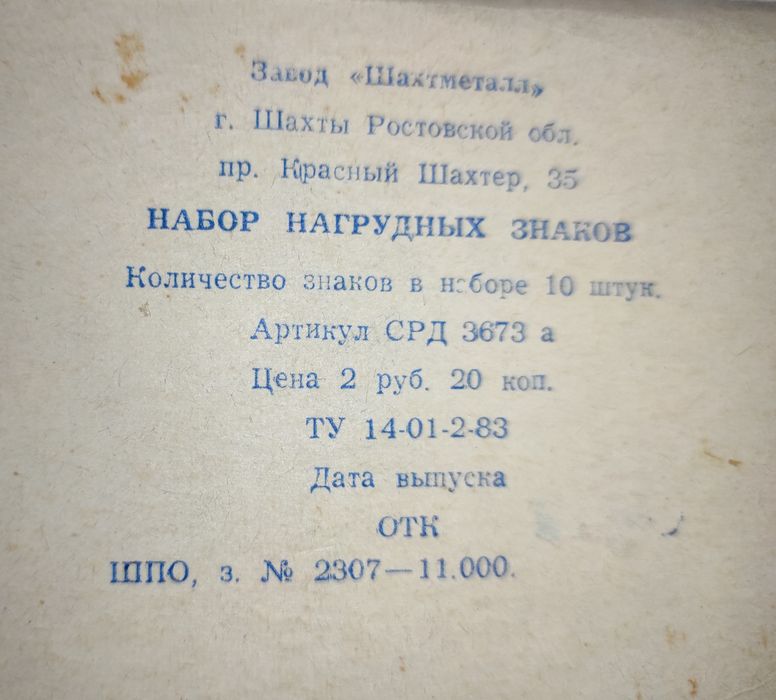 Завод «Шахтметалл»
г. Шахты Ростовской обл.
пр. Красный Шахтер, 35
НАБОР НАГРУДНЫХ ЗНАКОВ
Количество знаков в наборе 10 штук.
Артикул СРД 3673 а
Цена 2 руб. 20 коп.
ТУ 14-01-2-83
Дата выпуска
ОТК
ШПО, з. № 2307—11.000.